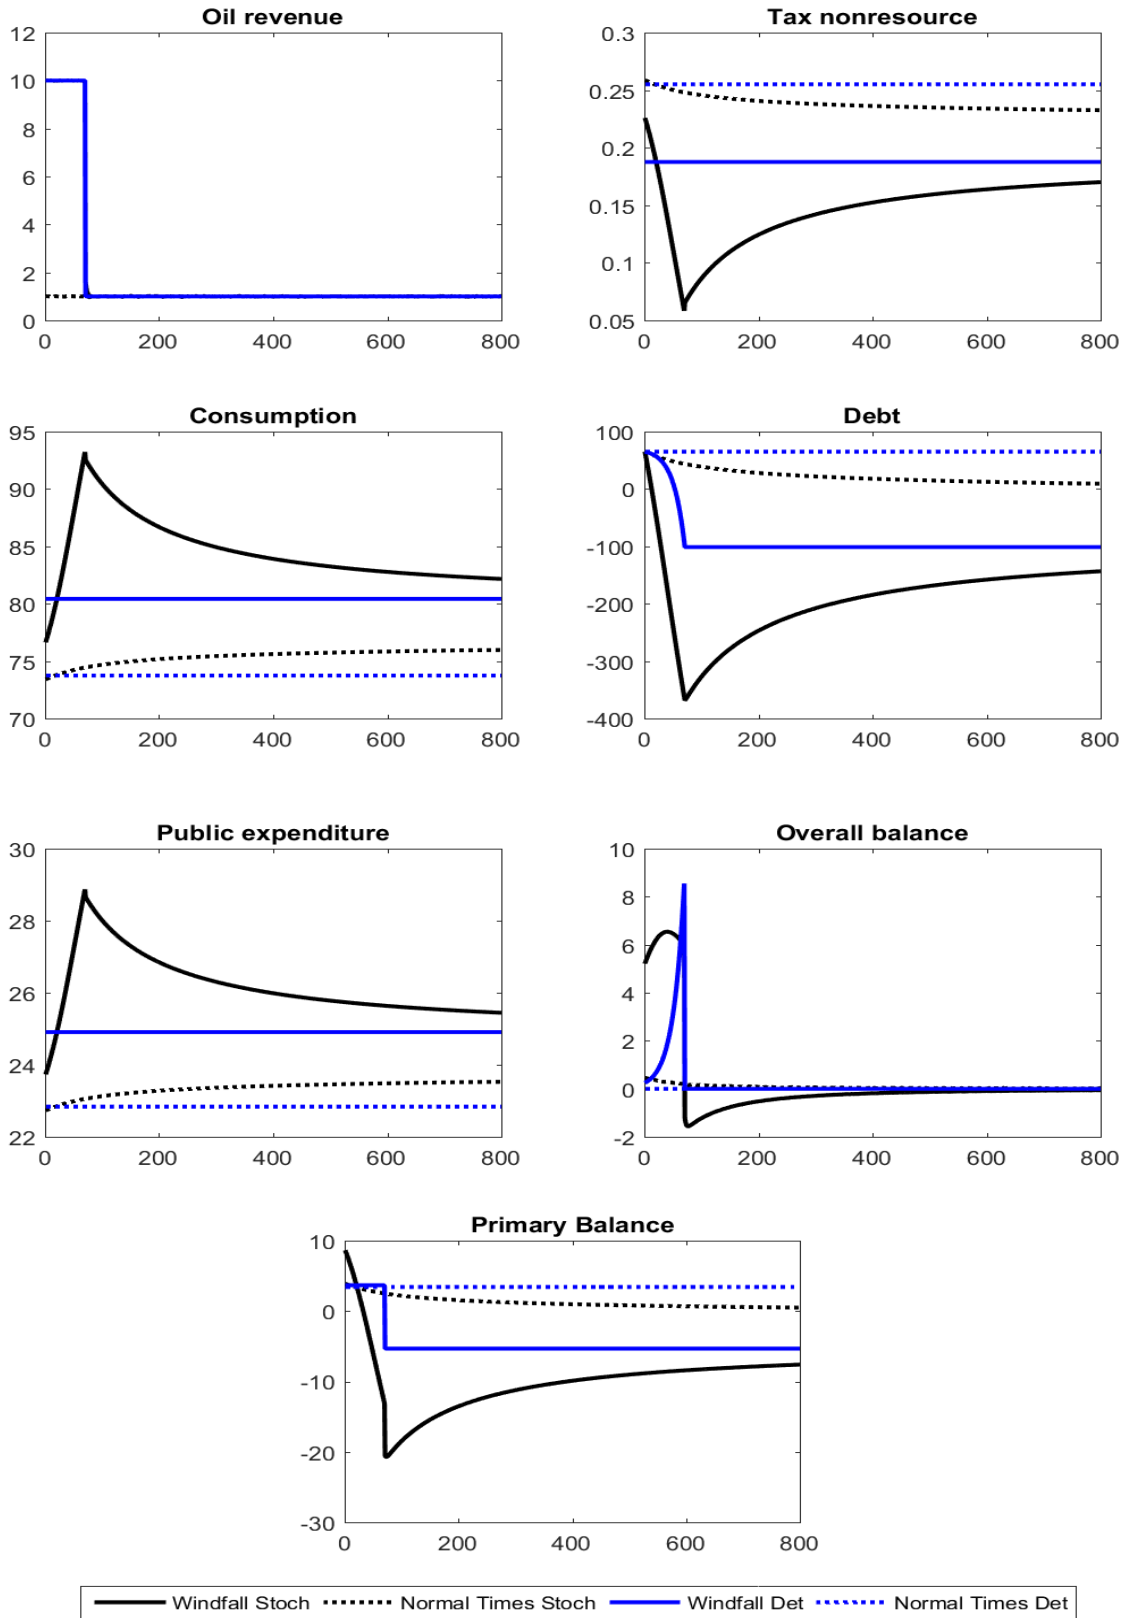 Oil revenue
12
10
8
6
4
2
0
0 200 400 600 800
Tax nonresource
0.3
0.25
0.2
0.15
0.1
0.05
0 200 400 600 800
Consumption
95
90
85
80
75
70
0 200 400 600 800
Debt
100
0
-100
-200
-300
-400
0 200 400 600 800
Public expenditure
30
28
26
24
22
0 200 400 600 800
Overall balance
10
8
6
4
2
0
-2
0 200 400 600 800
Primary Balance
10
0
-10
-20
-30
0 200 400 600 800
Windfall Stoch Normal Times Stoch Windfall Det Normal Times Det